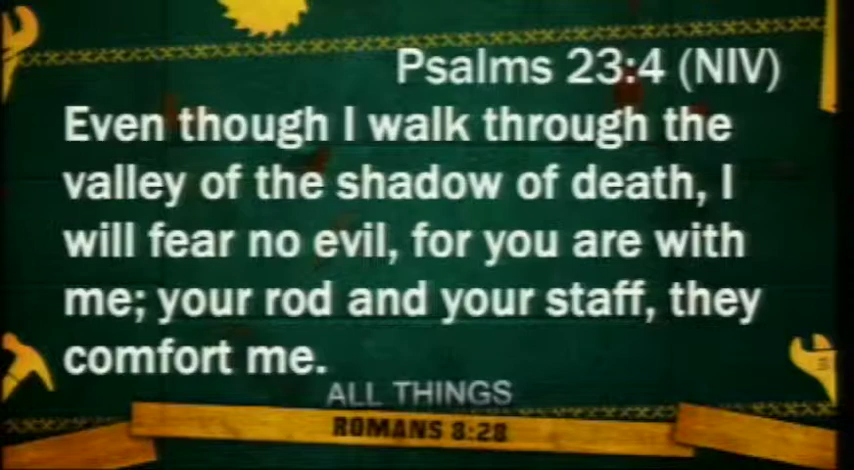 Psalms 23:4 (NIV)
Even though I walk through the
valley of the shadow of death, I
will fear no evil, for you are with
me; your rod and your staff, they
comfort me.
ALL THINGS
ROMANS 8:28